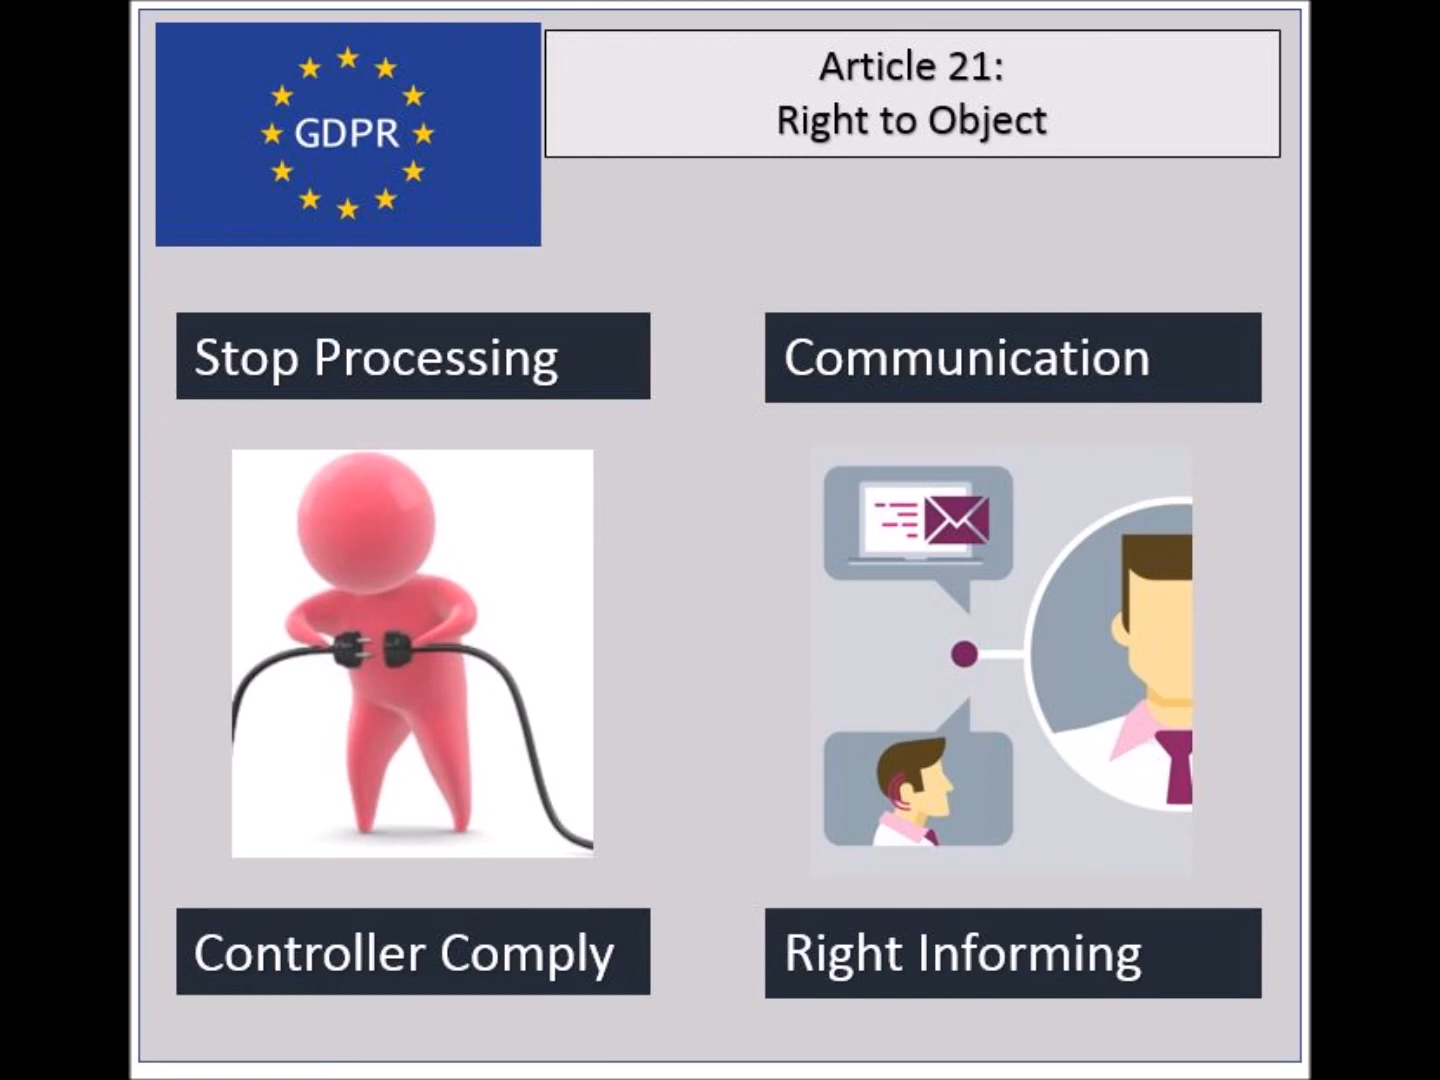 GDPR
Article 21:
Right to Object
Stop Processing
Communication
Controller Comply
Right Informing